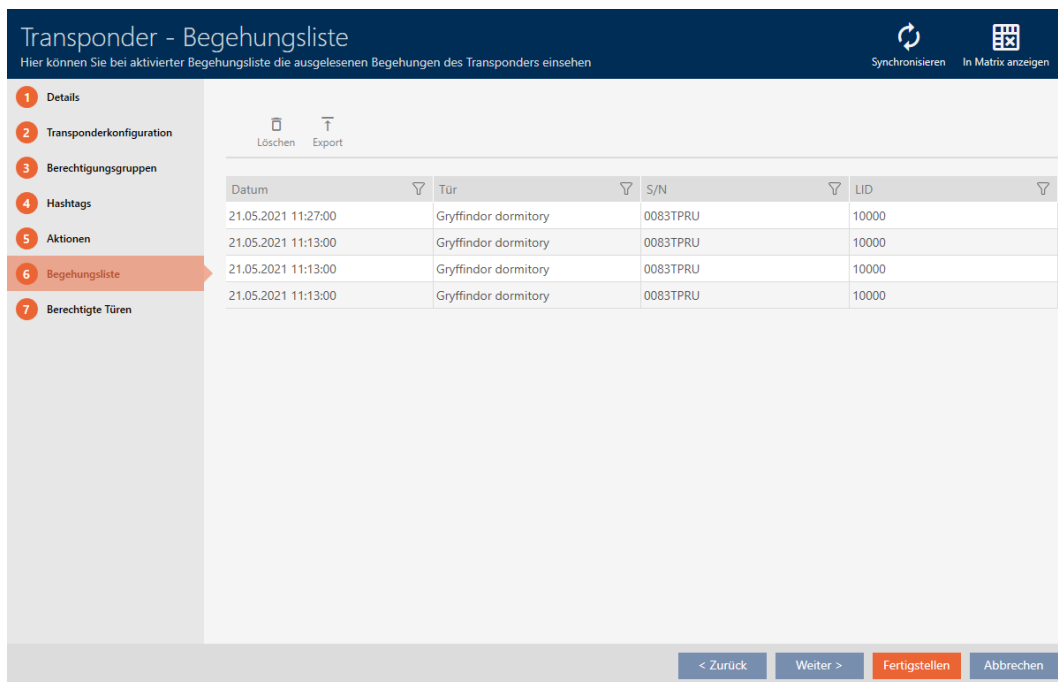 Transponder - Begehungsliste
Hier können Sie bei aktivierter Begehungsliste die ausgelesenen Begehungen des Transponders einsehen
Synchronisieren In Matrix anzeigen
1 Details
2 Transponderkonfiguration
3 Berechtigungsgruppen
4 Hashtags
5 Aktionen
6 Begehungsliste
7 Berechtigte Türen
Löschen Export
Datum Tür S/N LID
21.05.2021 11:27:00 Gryffindor dormitory 0083TPRU 10000
21.05.2021 11:13:00 Gryffindor dormitory 0083TPRU 10000
21.05.2021 11:13:00 Gryffindor dormitory 0083TPRU 10000
21.05.2021 11:13:00 Gryffindor dormitory 0083TPRU 10000
< Zurück Weiter > Fertigstellen Abbrechen